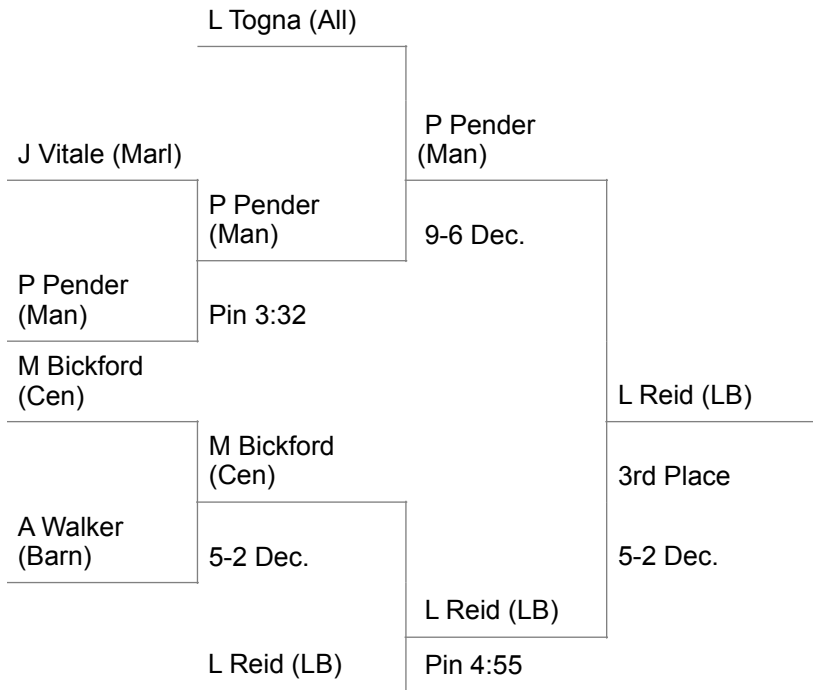 L Togna (All)
J Vitale (Marl)
P Pender
(Man)
M Bickford
(Cen)
A Walker
(Barn)
P Pender
(Man)
Pin 3:32
M Bickford
(Cen)
5-2 Dec.
L Reid (LB)
P Pender
(Man)
9-6 Dec.
L Reid (LB)
Pin 4:55
L Reid (LB)
3rd Place
5-2 Dec.